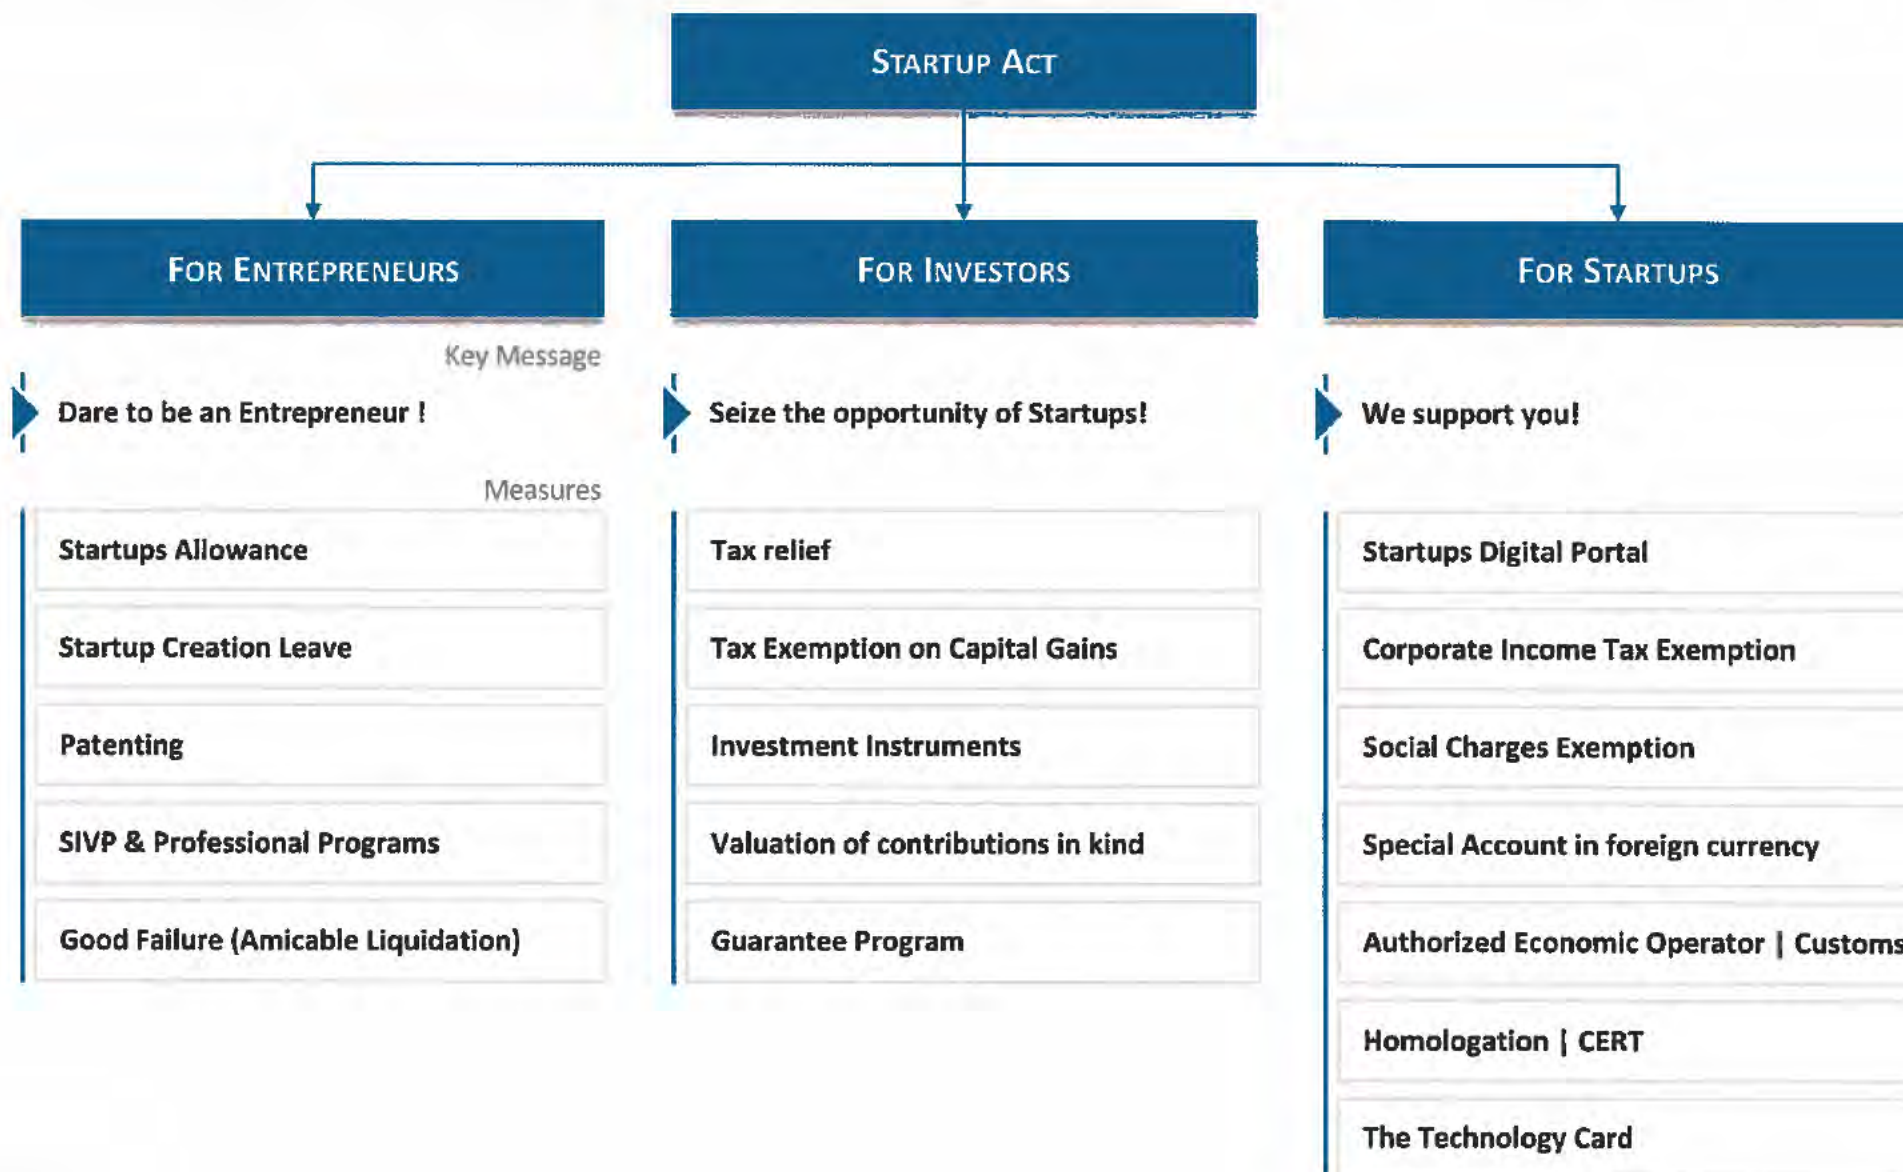 STARTUP ACT
FOR ENTREPRENEURS
FOR INVESTORS
FOR STARTUPS
Key Message
Dare to be an Entrepreneur !
Seize the opportunity of Startups!
We support you!
Measures
Startups Allowance
Startup Creation Leave
Patenting
SIVP & Professional Programs
Good Failure (Amicable Liquidation)
Tax relief
Tax Exemption on Capital Gains
Investment Instruments
Valuation of contributions in kind
Guarantee Program
Startups Digital Portal
Corporate Income Tax Exemption
Social Charges Exemption
Special Account in foreign currency
Authorized Economic Operator | Customs
Homologation | CERT
The Technology Card